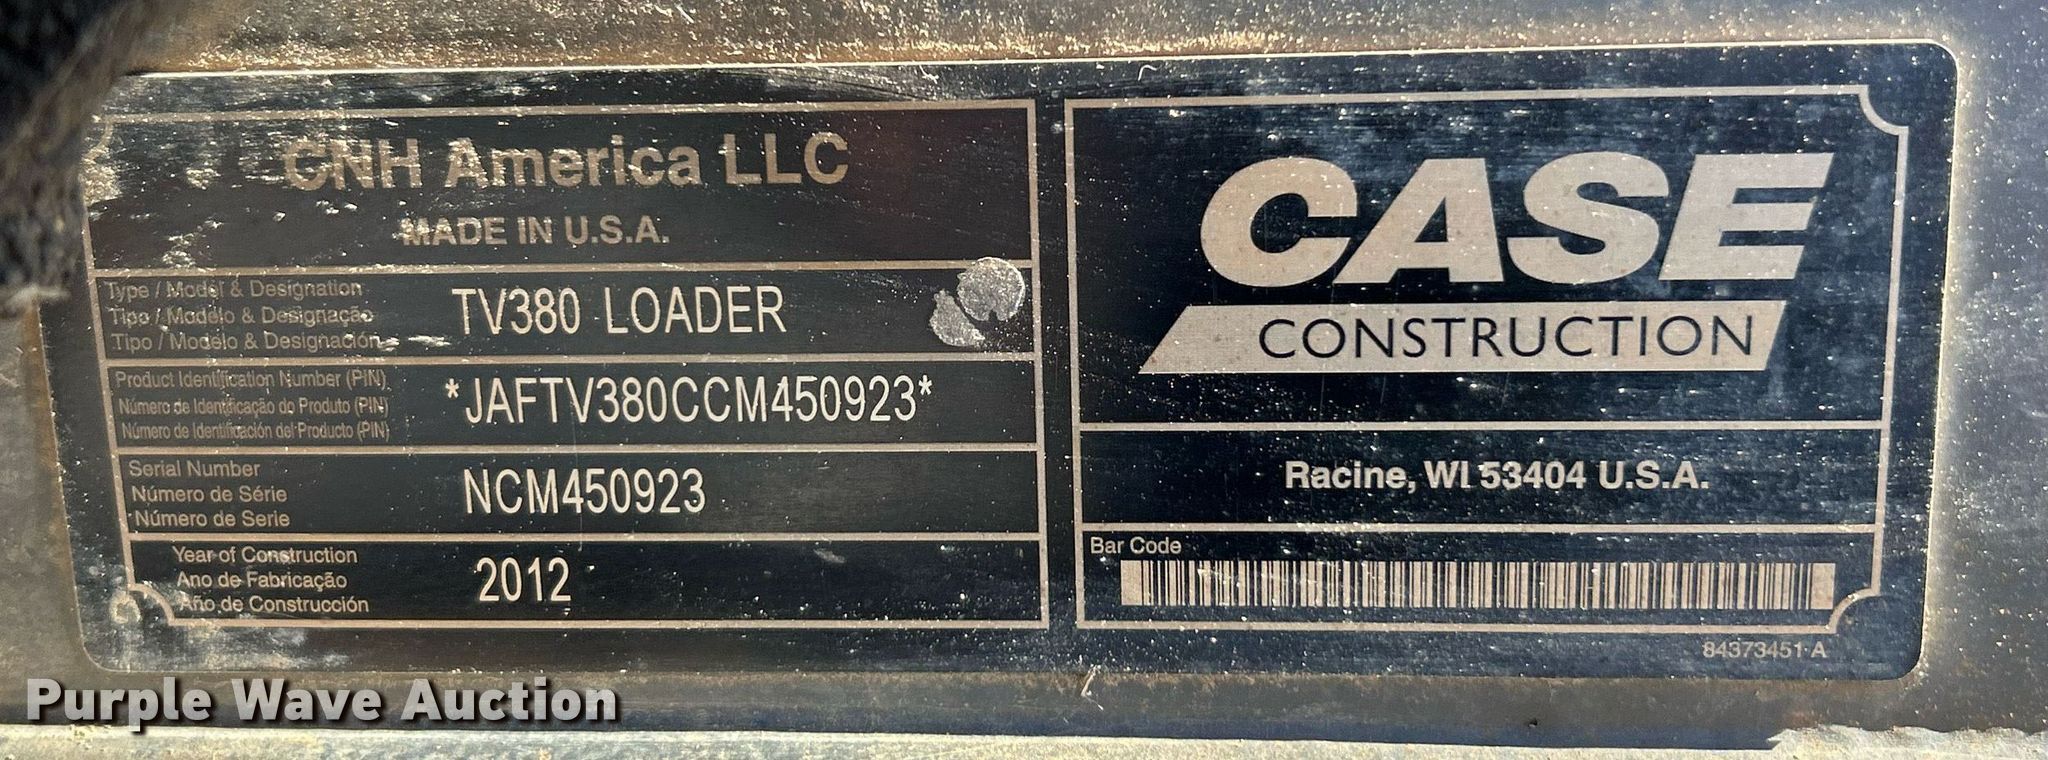 CNH America LLC
MADE IN U.S.A.
Type / Model & Designation
Tipo / Modelo & Designação
Tipo / Modelo & Designación
TV380 LOADER
Product Identification Number (PIN)
Número de Identificação do Produto (PIN)
Número de Identificación del Producto (PIN)
*JAFTV380CCM450923*
Serial Number
Número de Série
Número de Serie
NCM450923
Year of Construction
Ano de Fabricação
Año de Construcción
2012
CASE
CONSTRUCTION
Racine, WI 53404 U.S.A.
Bar Code
84373451 A
Purple Wave Auction